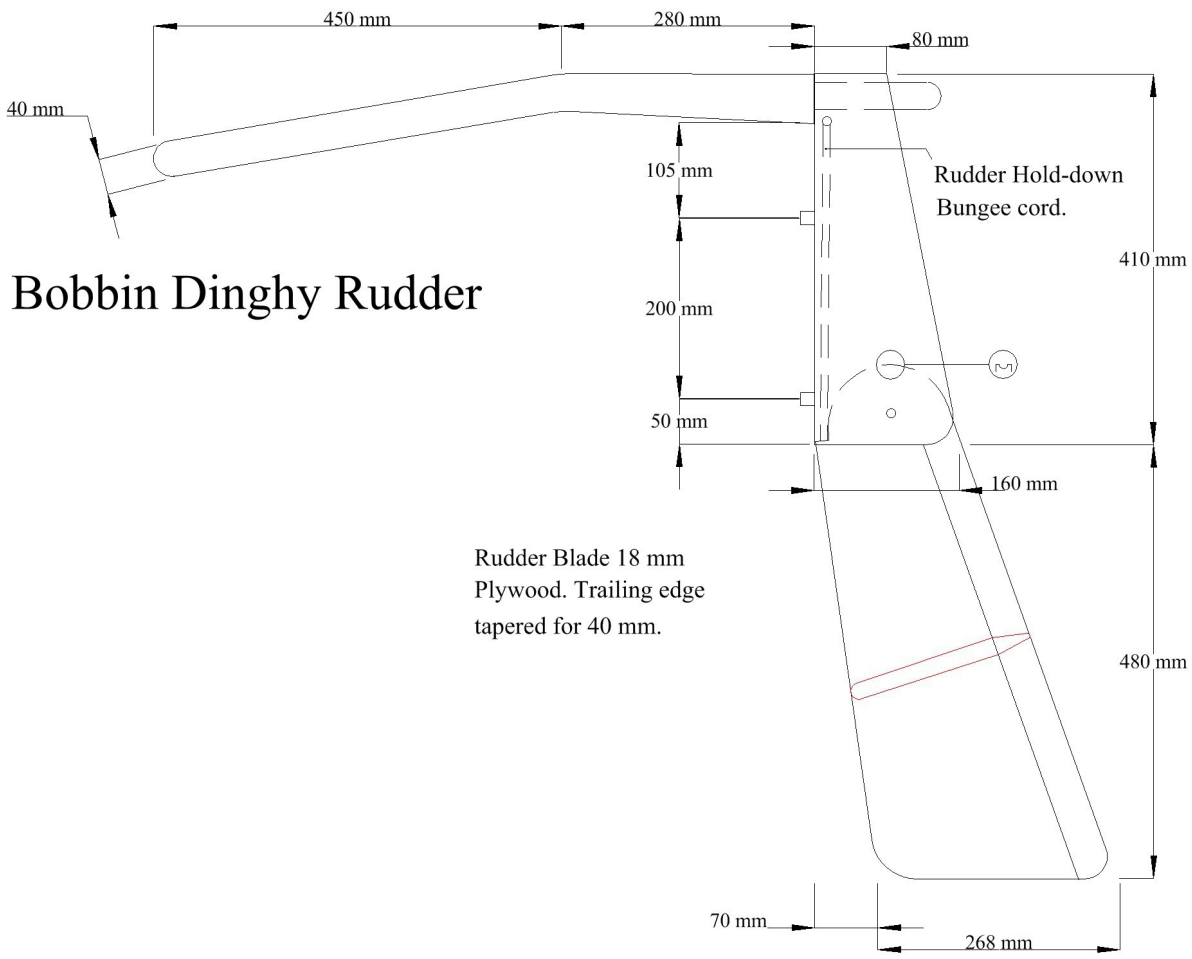 450 mm
280 mm
80 mm
40 mm
105 mm
Rudder Hold-down
Bungee cord.
410 mm
Bobbin Dinghy Rudder
200 mm
50 mm
160 mm
Rudder Blade 18 mm
Plywood. Trailing edge
tapered for 40 mm.
480 mm
70 mm
268 mm